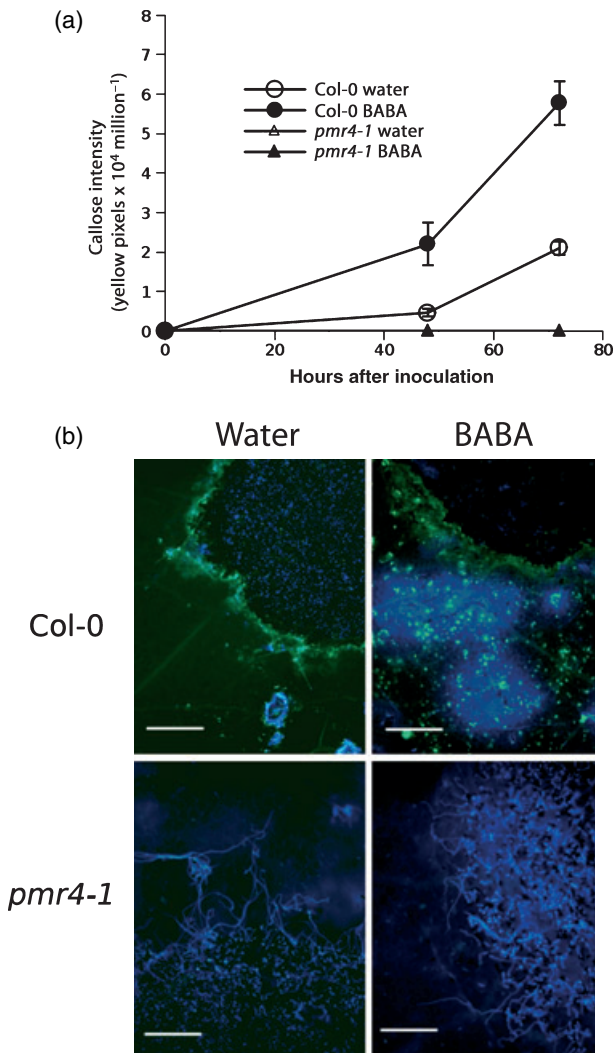 (a)
8
7
6
5
4
3
2
1
0
Callose intensity
(yellow pixels x 10⁴ million⁻¹)
Col-0 water
Col-0 BABA
pmr4-1 water
pmr4-1 BABA
0 20 40 60 80
Hours after inoculation
(b)
Water BABA
Col-0
pmr4-1